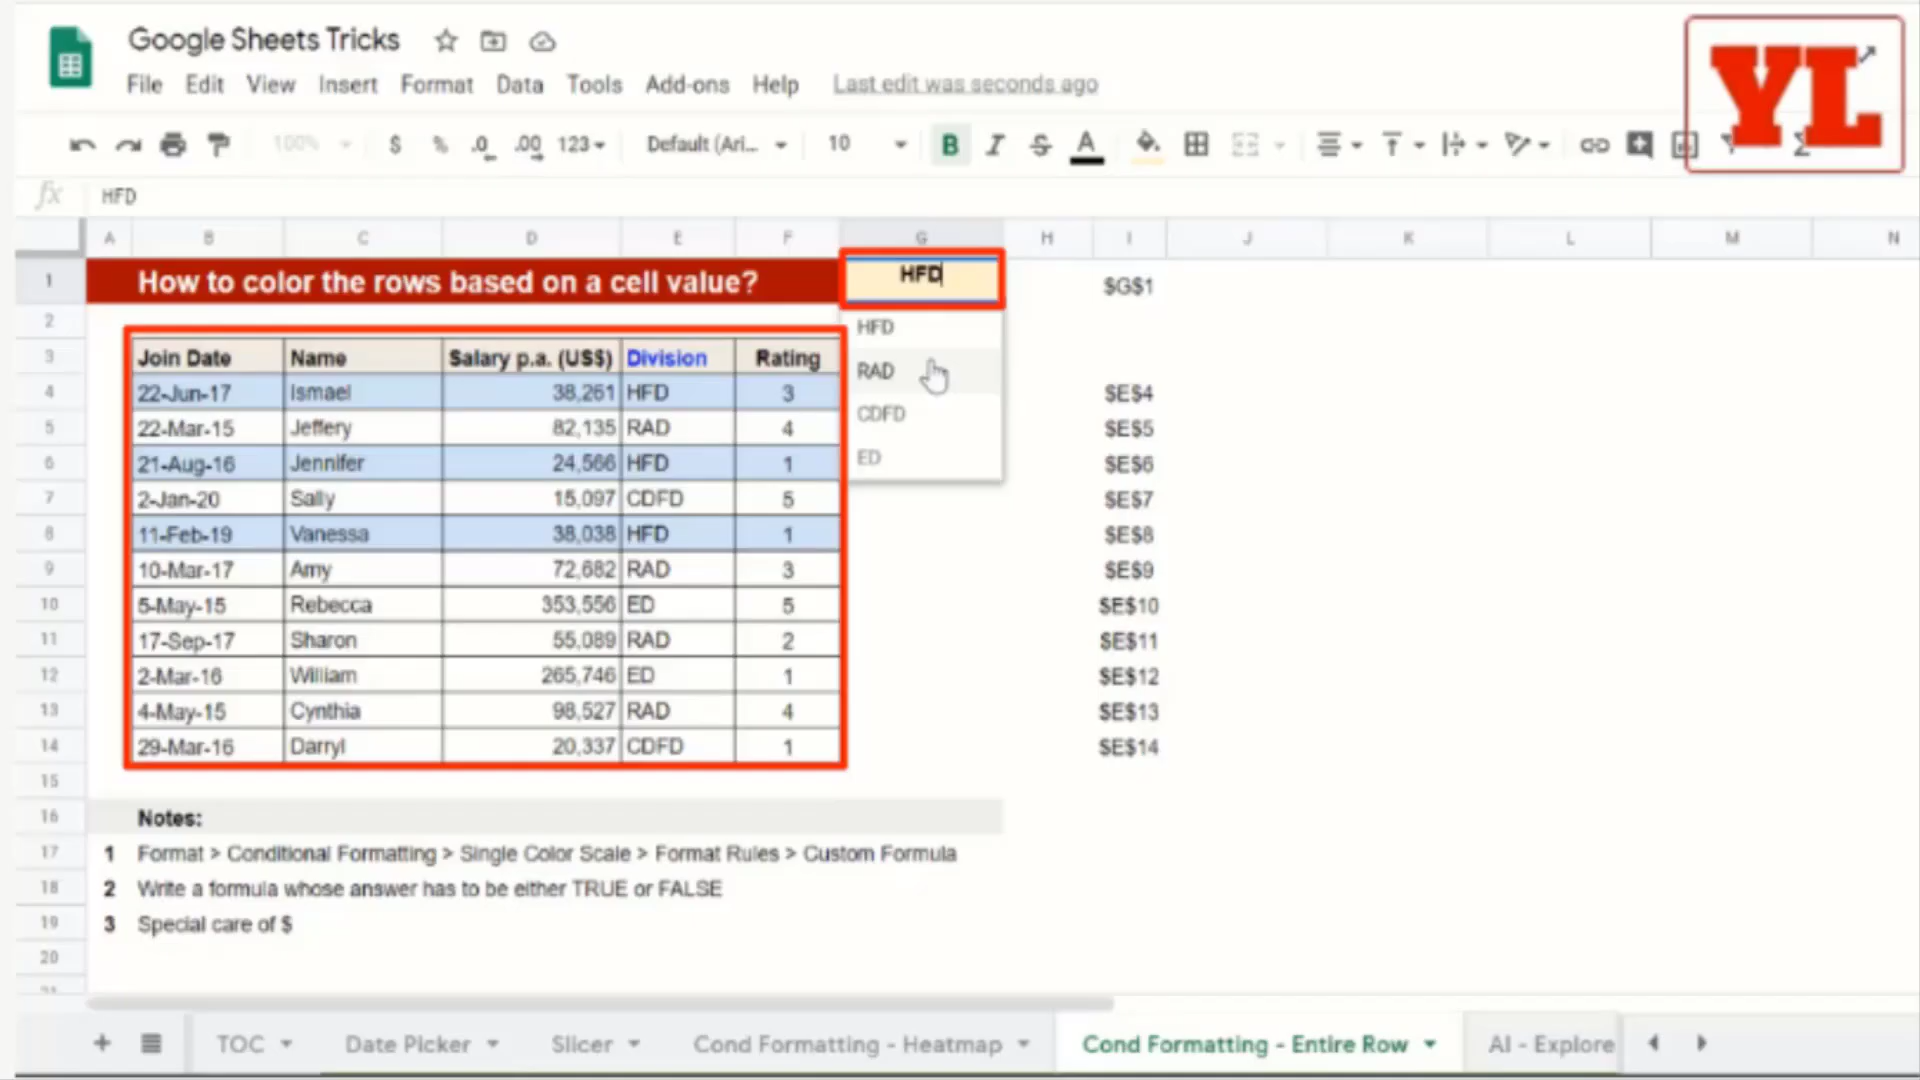 Google Sheets Tricks
File Edit View Insert Format Data Tools Add-ons Help Last edit was seconds ago
YL
100% $ % .0 .00 123 Default (Ari... 10 B I S A
fx HFD
A B C D E F G H I J K L M N
1 How to color the rows based on a cell value? HFD $G$1
2 HFD
3 Join Date Name Salary p.a. (US$) Division Rating RAD
4 22-Jun-17 Ismael 38,261 HFD 3 $E$4
5 22-Mar-15 Jeffery 82,135 RAD 4 CDFD $E$5
6 21-Aug-16 Jennifer 24,566 HFD 1 ED $E$6
7 2-Jan-20 Sally 15,097 CDFD 5 $E$7
8 11-Feb-19 Vanessa 38,038 HFD 1 $E$8
9 10-Mar-17 Amy 72,682 RAD 3 $E$9
10 5-May-15 Rebecca 353,556 ED 5 $E$10
11 17-Sep-17 Sharon 55,089 RAD 2 $E$11
12 2-Mar-16 William 265,746 ED 1 $E$12
13 4-May-15 Cynthia 98,527 RAD 4 $E$13
14 29-Mar-16 Darryl 20,337 CDFD 1 $E$14
15
16 Notes:
17 1 Format > Conditional Formatting > Single Color Scale > Format Rules > Custom Formula
18 2 Write a formula whose answer has to be either TRUE or FALSE
19 3 Special care of $
20
TOC Date Picker Slicer Cond Formatting - Heatmap Cond Formatting - Entire Row AI - Explore